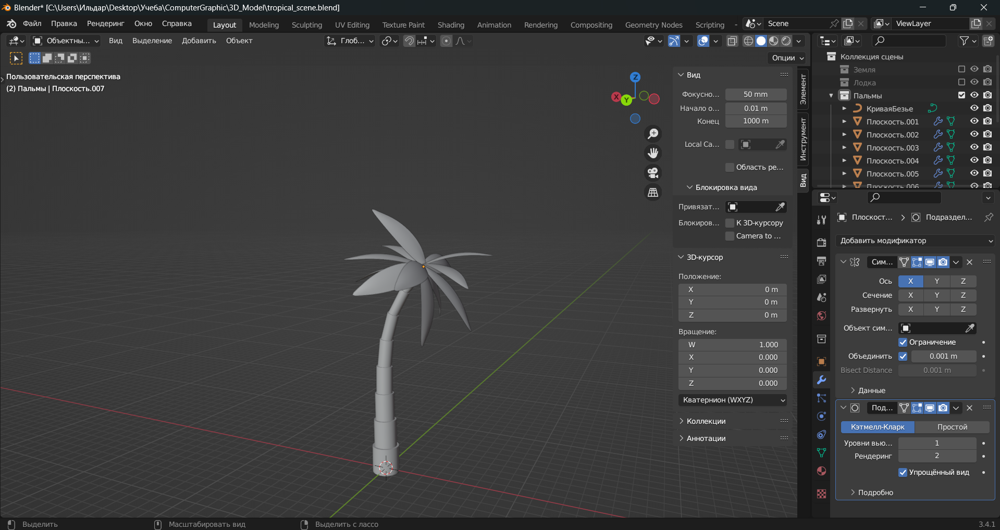 Blender* [C:\Users\Ильдар\Desktop\Учеба\ComputerGraphic\3D_Model\tropical_scene.blend]
Файл Правка Рендеринг Окно Справка Layout Modeling Sculpting UV Editing Texture Paint Shading Animation Rendering Compositing Geometry Nodes Scripting Scene ViewLayer
Объектны... Вид Выделение Добавить Объект Глоб...
Опции
Пользовательская перспектива
(2) Пальмы | Плоскость.007
Z
X
Y
Вид
Фокусно... 50 mm
Начало о... 0.01 m
Конец 1000 m
Local Ca...
Область ре...
Блокировка вида
Привязат...
Блокиров... К 3D-курсору
Camera to ...
3D-курсор
Положение:
X 0 m
Y 0 m
Z 0 m
Вращение:
W 1.000
X 0.000
Y 0.000
Z 0.000
Кватернион (WXYZ)
Коллекции
Аннотации
Элемент
Инструмент
Вид
Коллекция сцены
Земля
Лодка
Пальмы
КриваяБезье
Плоскость.001
Плоскость.002
Плоскость.003
Плоскость.004
Плоскость.005
Плоскость.006
Плоскост... Подраздел...
Добавить модификатор
Сим...
Ось X Y Z
Сечение X Y Z
Развернуть X Y Z
Объект сим...
Ограничение
Объединить 0.001 m
Bisect Distance 0.001 m
Данные
Под...
Кэтмелл-Кларк Простой
Уровни вью... 1
Рендеринг 2
Упрощённый вид
Подробно
Выделить Масштабировать вид Выделить с лассо 3.4.1